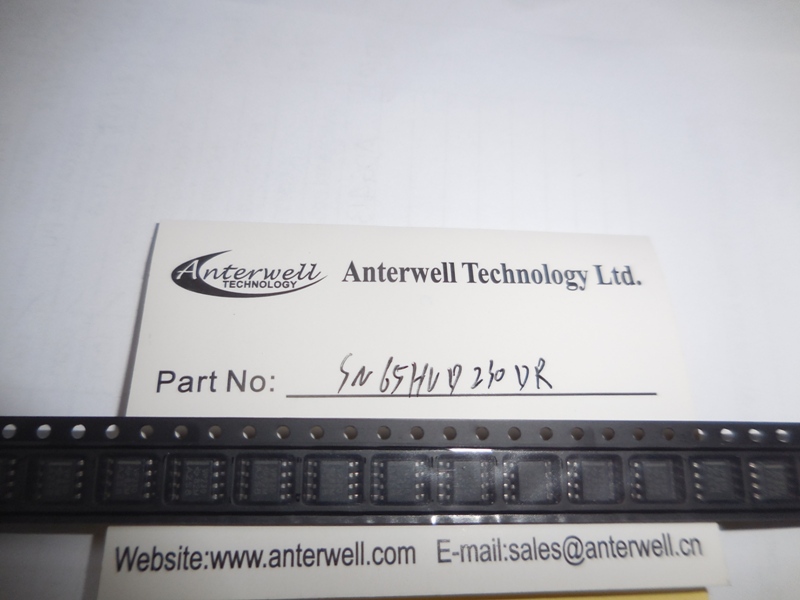 Anterwell
TECHNOLOGY
Anterwell Technology Ltd.
Part No: SN65HVD230DR
Website:www.anterwell.com E-mail:sales@anterwell.cn